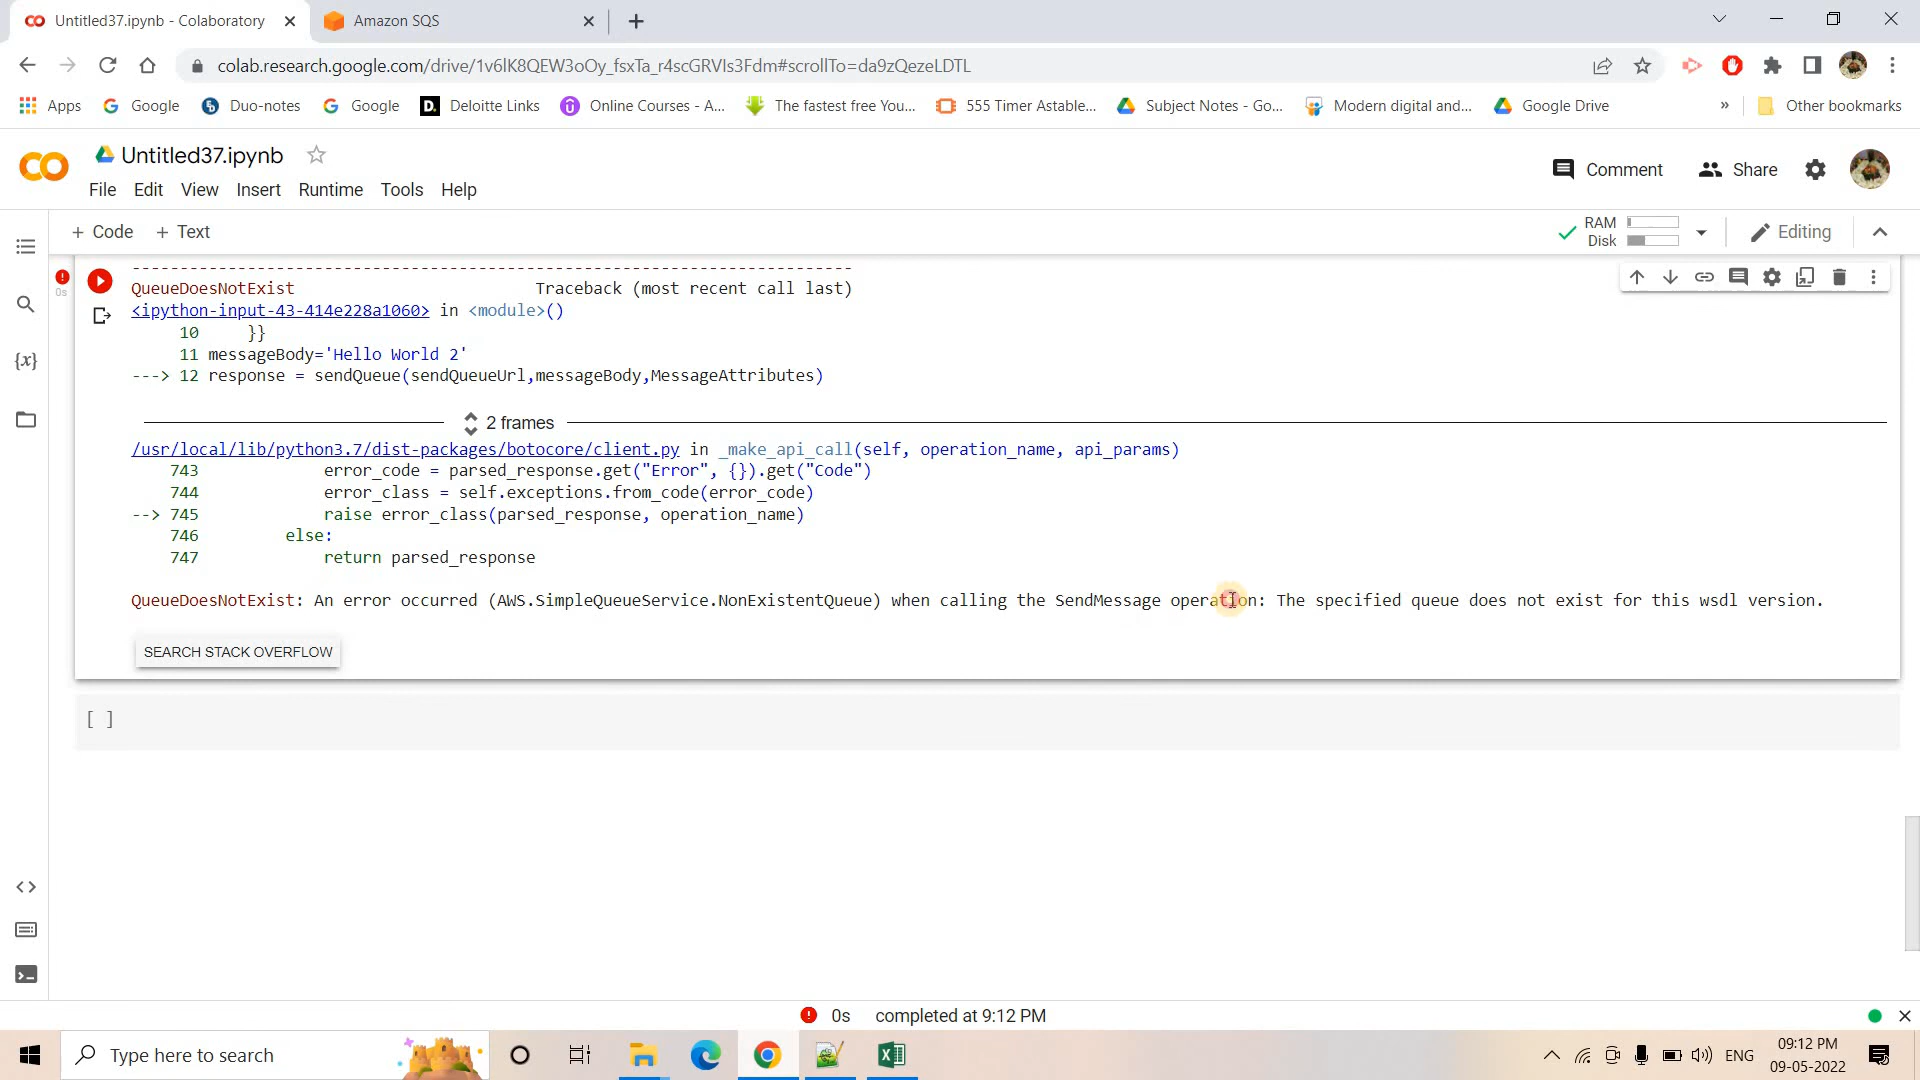 Untitled37.ipynb - Colaboratory
Amazon SQS
colab.research.google.com/drive/1v6lK8QEW3oOy_fsxTa_r4scGRVIs3Fdm#scrollTo=da9zQezeLDTL
Apps
Google
Duo-notes
Google
Deloitte Links
Online Courses - A...
The fastest free You...
555 Timer Astable...
Subject Notes - Go...
Modern digital and...
Google Drive
»
Other bookmarks
Untitled37.ipynb
Comment
Share
File Edit View Insert Runtime Tools Help
+ Code + Text
RAM
Disk
Editing
0s
---------------------------------------------------------------------------
QueueDoesNotExist                         Traceback (most recent call last)
<ipython-input-43-414e228a1060> in <module>()
10     }}
11 messageBody='Hello World 2'
---> 12 response = sendQueue(sendQueueUrl,messageBody,MessageAttributes)
2 frames
/usr/local/lib/python3.7/dist-packages/botocore/client.py in _make_api_call(self, operation_name, api_params)
743             error_code = parsed_response.get("Error", {}).get("Code")
744             error_class = self.exceptions.from_code(error_code)
--> 745             raise error_class(parsed_response, operation_name)
746         else:
747             return parsed_response
QueueDoesNotExist: An error occurred (AWS.SimpleQueueService.NonExistentQueue) when calling the SendMessage operation: The specified queue does not exist for this wsdl version.
SEARCH STACK OVERFLOW
[ ]
{x}
0s completed at 9:12 PM
Type here to search
ENG
09:12 PM
09-05-2022